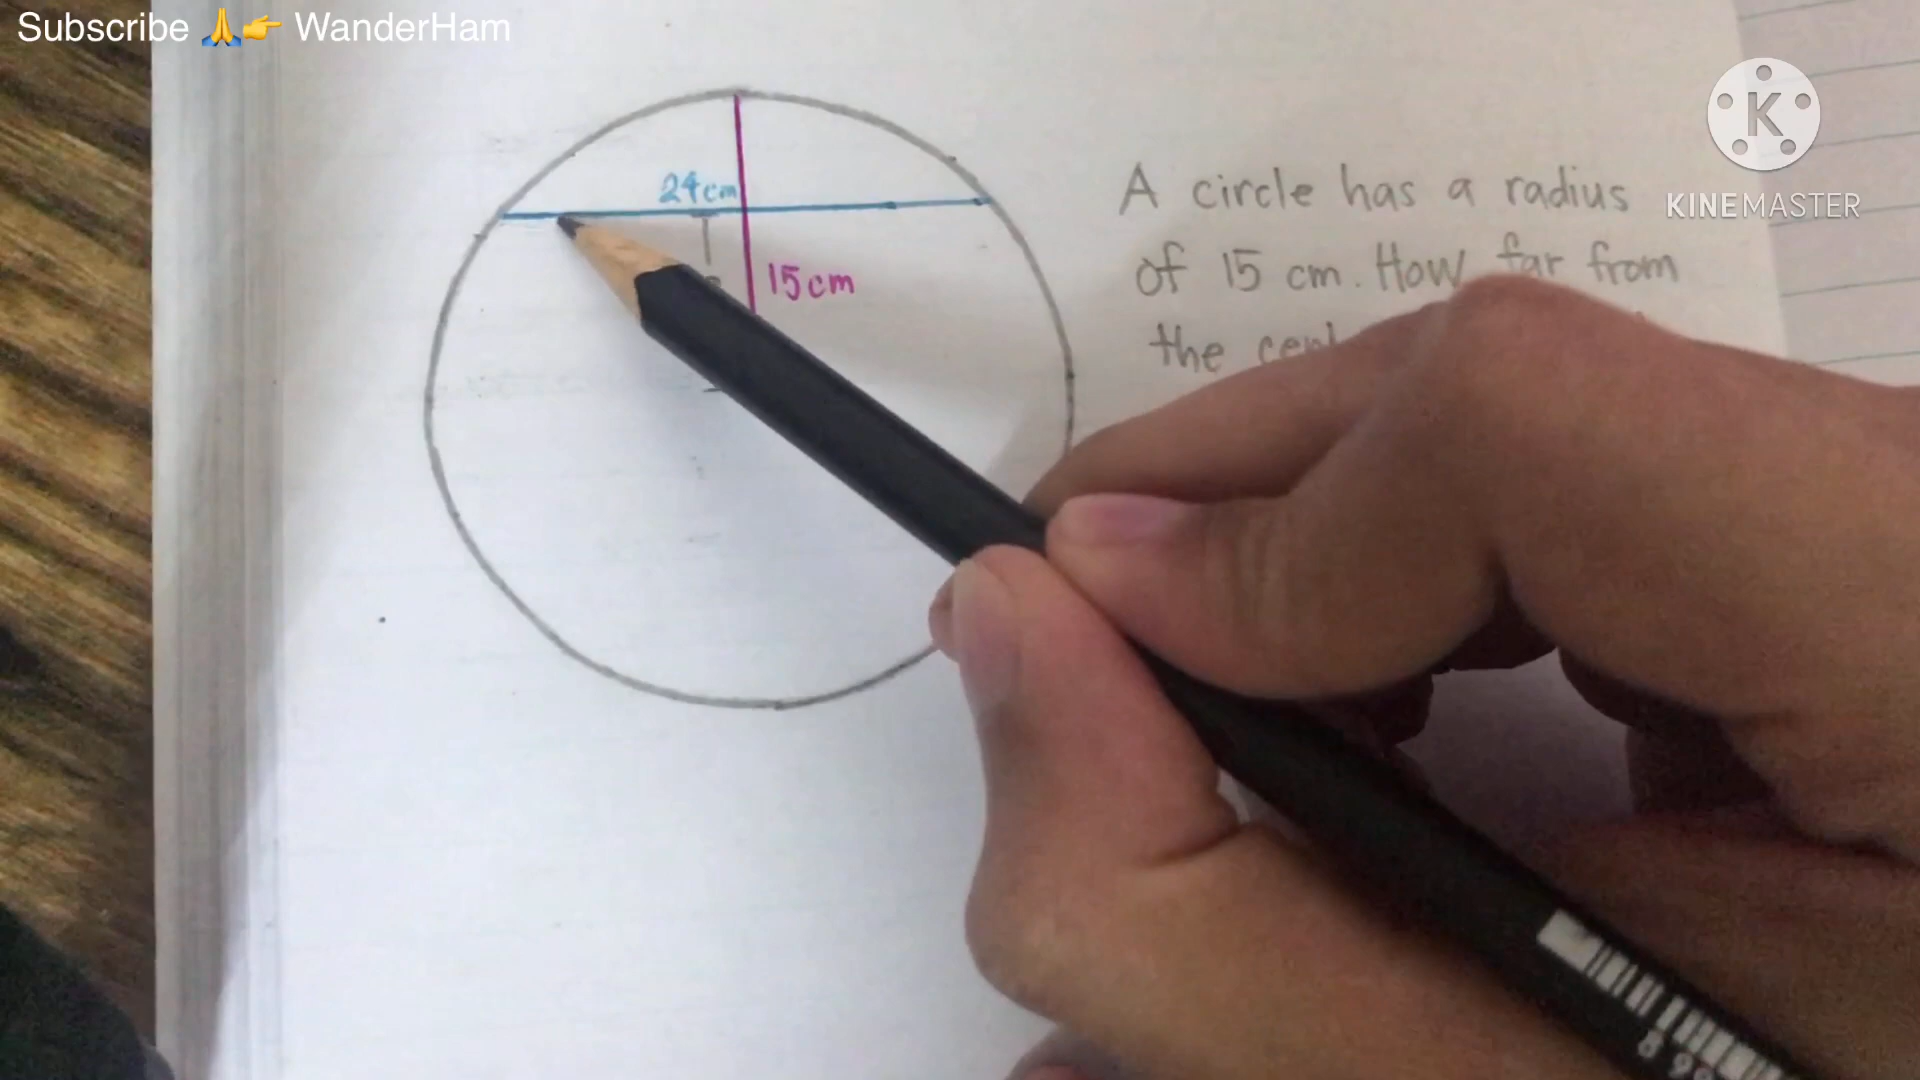 Subscribe 🙏👉 WanderHam
K
KINEMASTER
24cm
15cm
A circle has a radius
of 15 cm. How far from
the